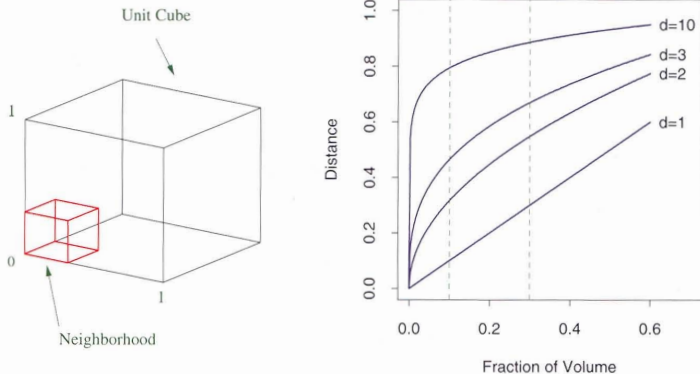 Unit Cube
1
0
1
Neighborhood
Distance
1.0
0.8
0.6
0.4
0.2
0.0
d=10
d=3
d=2
d=1
0.0 0.2 0.4 0.6
Fraction of Volume